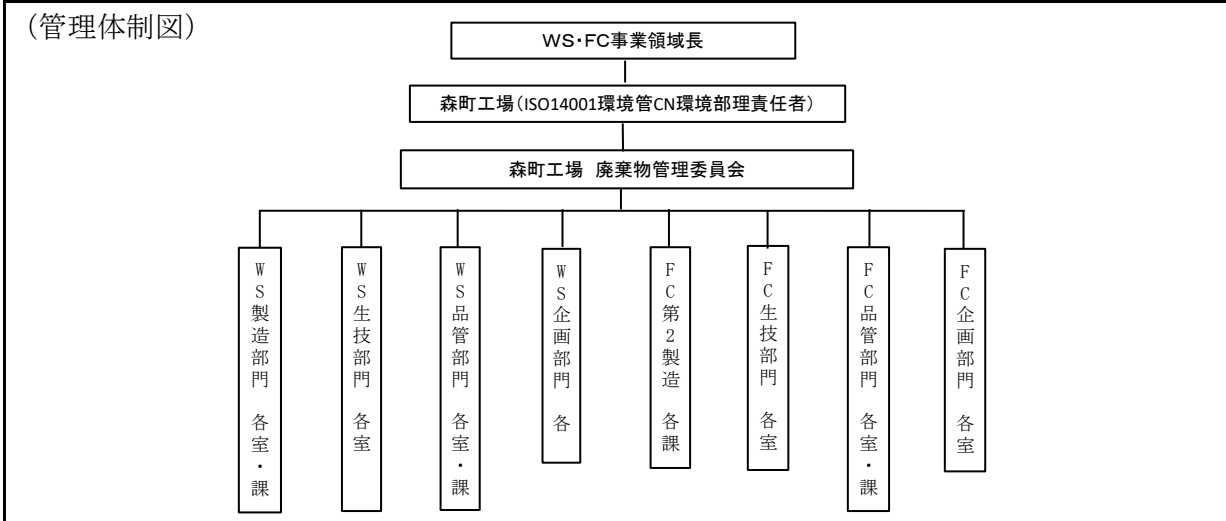 (管理体制図)
WS・FC事業領域長
森町工場(ISO14001環境管CN環境部理責任者)
森町工場　廃棄物管理委員会
WS製造部門　各室・課
WS生技部門　各室
WS品管部門　各室・課
WS企画部門　各
FC第2製造　各課
FC生技部門　各室
FC品管部門　各室・課
FC企画部門　各室